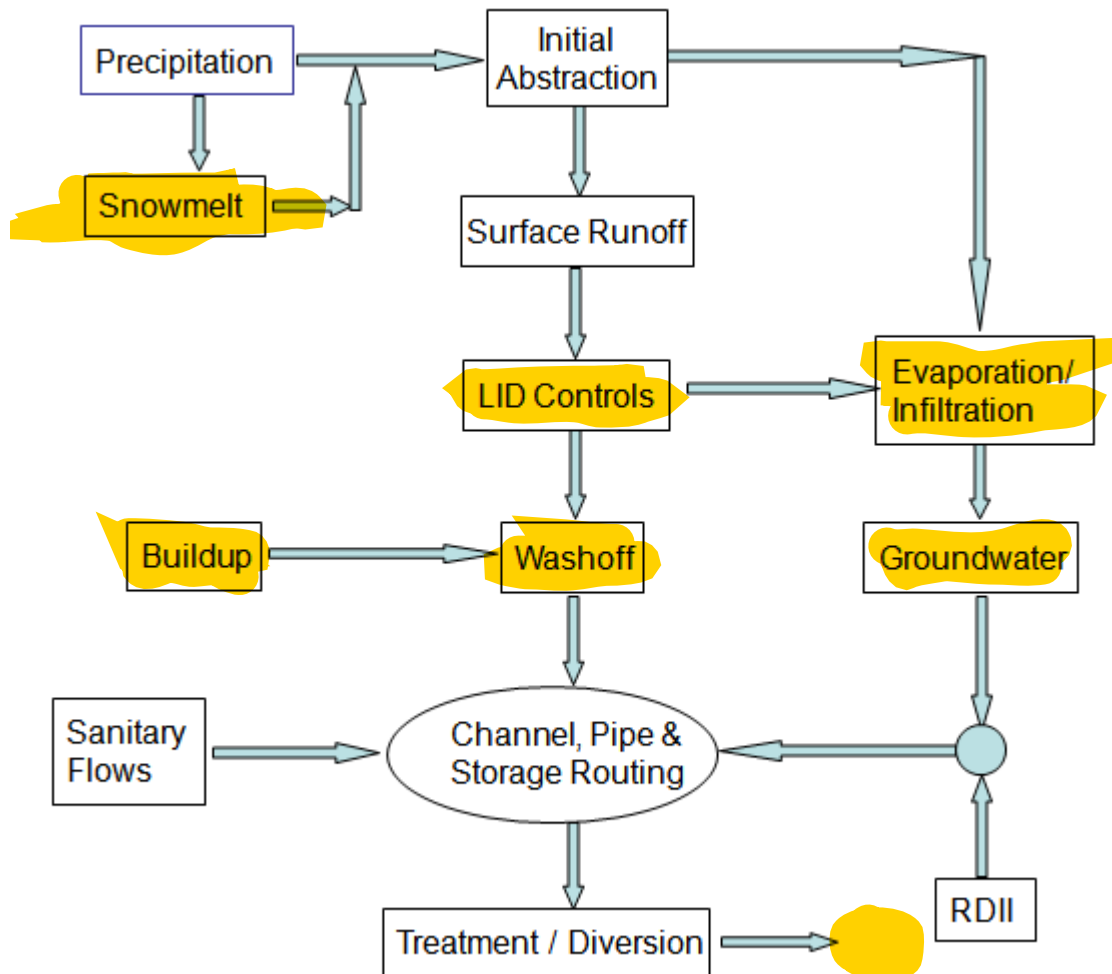 Precipitation
Initial
Abstraction
Snowmelt
Surface Runoff
LID Controls
Evaporation/
Infiltration
Buildup
Washoff
Groundwater
Sanitary
Flows
Channel, Pipe &
Storage Routing
RDII
Treatment / Diversion